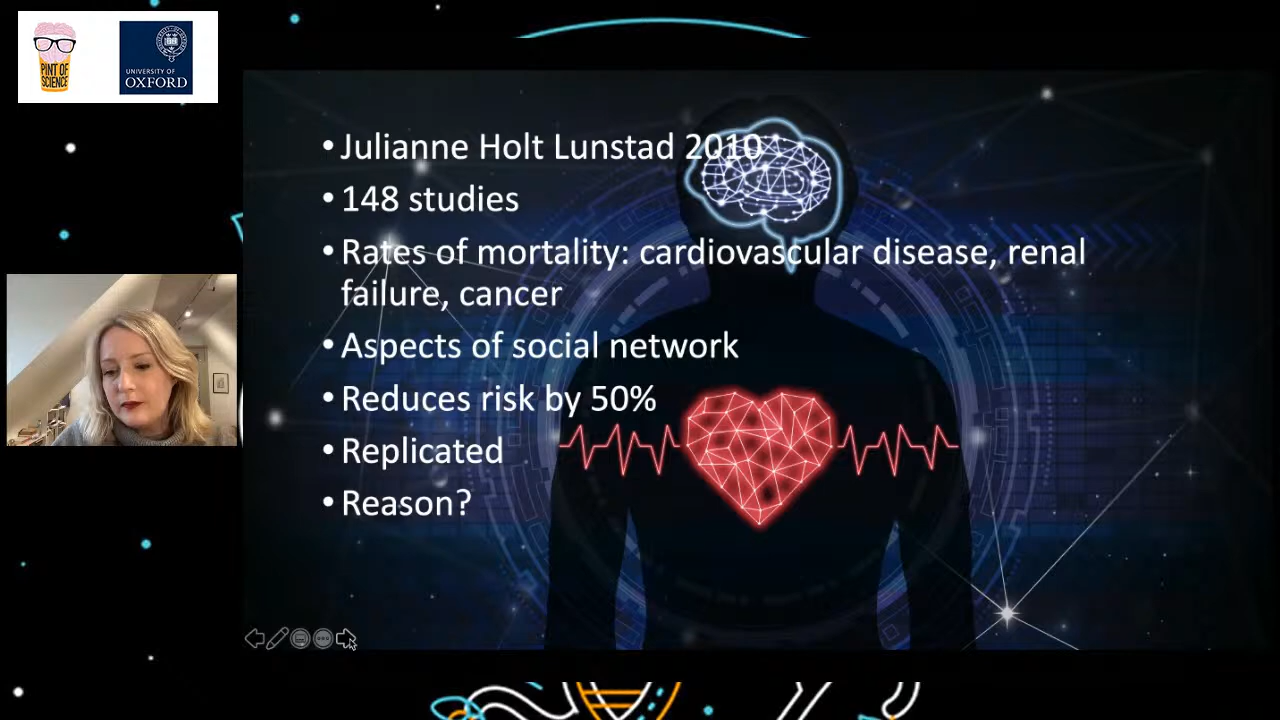 PINT OF
SCIENCE
UNIVERSITY OF
OXFORD
• Julianne Holt Lunstad 2010
• 148 studies
• Rates of mortality: cardiovascular disease, renal
failure, cancer
• Aspects of social network
• Reduces risk by 50%
• Replicated
• Reason?